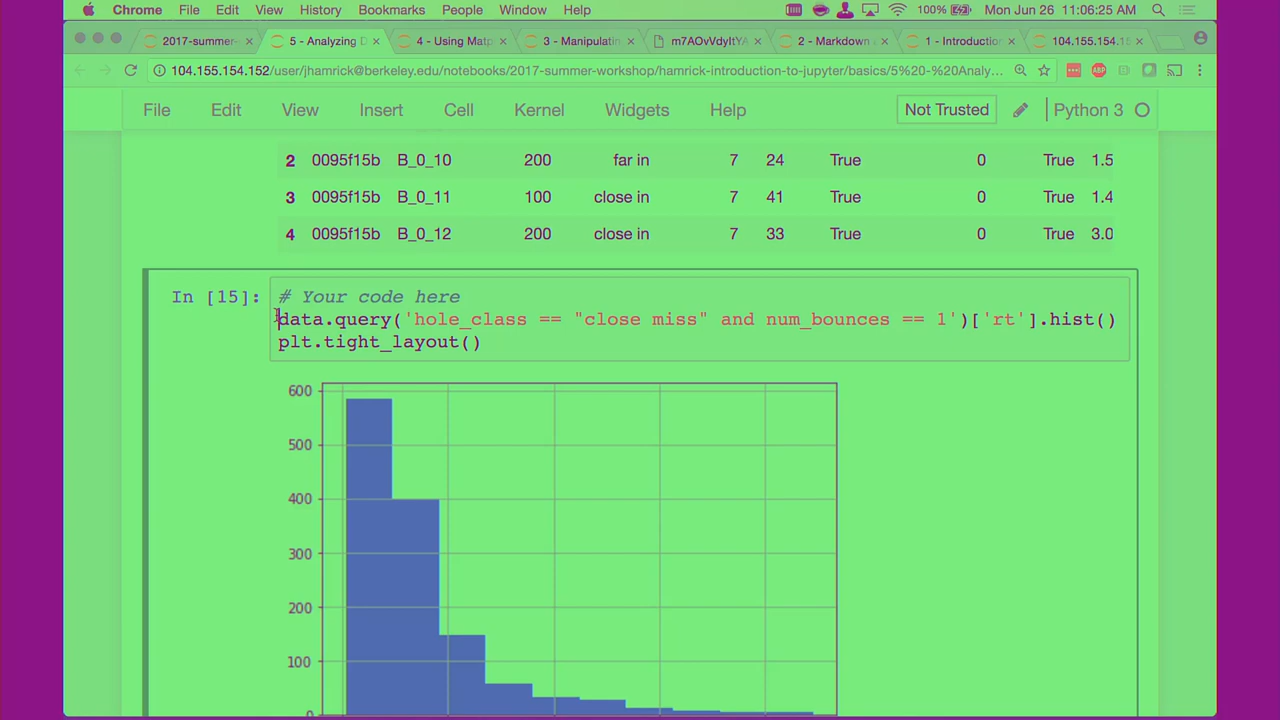 Chrome File Edit View History Bookmarks People Window Help 100% Mon Jun 26 11:06:25 AM
2017-summer- 5 - Analyzing D 4 - Using Matp 3 - Manipulatin m7AOvVdyItYA 2 - Markdown 1 - Introduction 104.155.154.15
104.155.154.152/user/jhamrick@berkeley.edu/notebooks/2017-summer-workshop/hamrick-introduction-to-jupyter/basics/5%20-%20Analy...
File Edit View Insert Cell Kernel Widgets Help Not Trusted Python 3
2 0095f15b B_0_10 200 far in 7 24 True 0 True 1.5
3 0095f15b B_0_11 100 close in 7 41 True 0 True 1.4
4 0095f15b B_0_12 200 close in 7 33 True 0 True 3.0
In [15]: # Your code here
data.query('hole_class == "close miss" and num_bounces == 1')['rt'].hist()
plt.tight_layout()
600
500
400
300
200
100
0